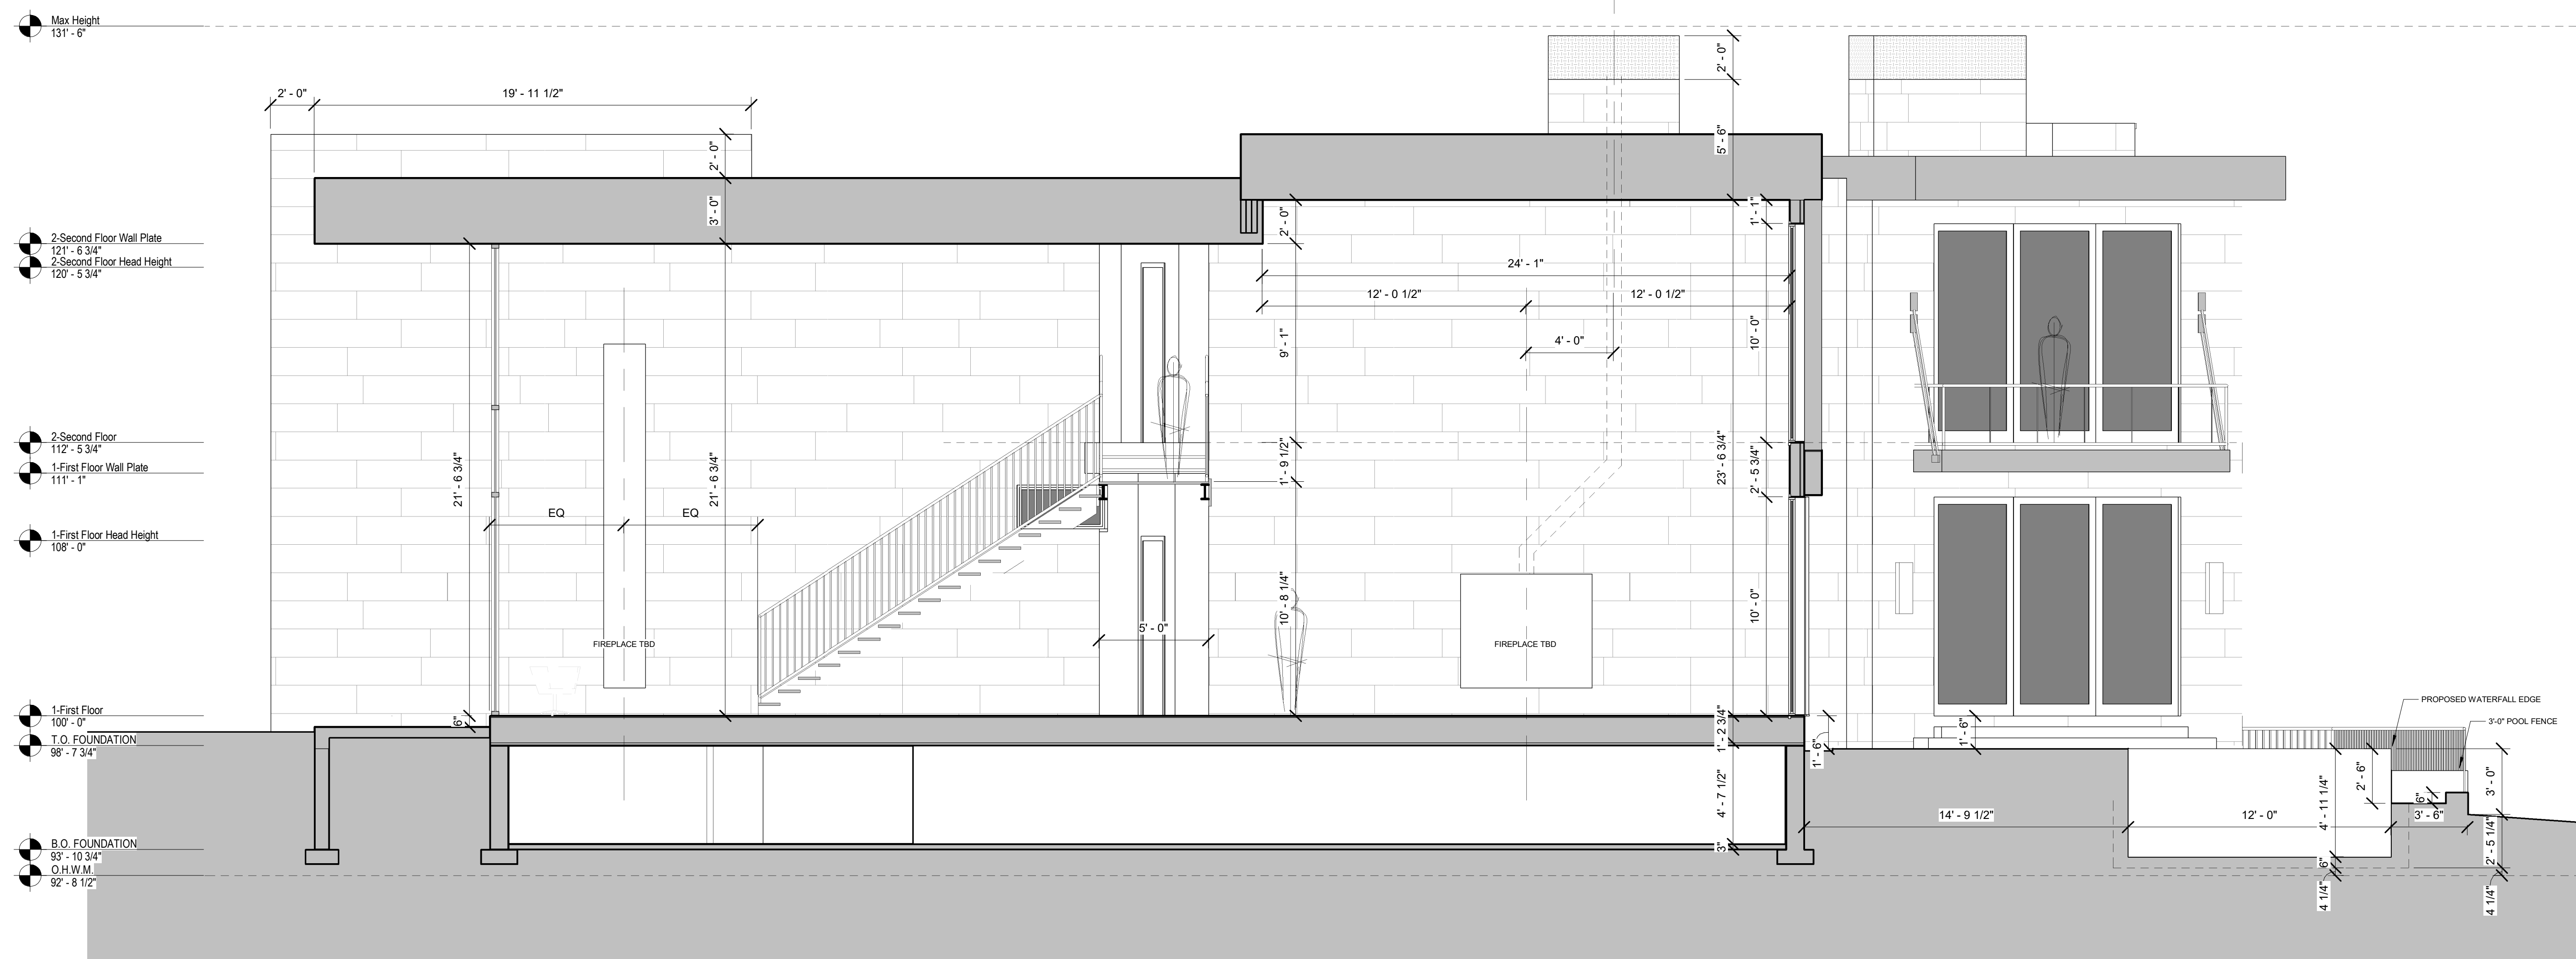 Max Height
131' - 6"
2' - 0"
19' - 11 1/2"
2' - 0"
5' - 6"
2' - 0"
3' - 0"
2-Second Floor Wall Plate
121' - 6 3/4"
2-Second Floor Head Height
120' - 5 3/4"
2' - 0"
1' - 1"
24' - 1"
12' - 0 1/2"
12' - 0 1/2"
9' - 1"
4' - 0"
10' - 0"
2-Second Floor
112' - 5 3/4"
1-First Floor Wall Plate
111' - 1"
21' - 6 3/4"
21' - 6 3/4"
1' - 9 1/2"
23' - 6 3/4"
2' - 5 3/4"
EQ
EQ
1-First Floor Head Height
108' - 0"
10' - 8 1/4"
10' - 0"
5' - 0"
FIREPLACE TBD
FIREPLACE TBD
1-First Floor
100' - 0"
6"
T.O. FOUNDATION
98' - 7 3/4"
1' - 2 3/4"
1' - 6"
1' - 6"
PROPOSED WATERFALL EDGE
3'-0" POOL FENCE
4' - 7 1/2"
3"
14' - 9 1/2"
12' - 0"
3' - 6"
4' - 11 1/4"
2' - 6"
6"
3' - 0"
2' - 5 1/4"
6"
4 1/4"
4 1/4"
B.O. FOUNDATION
93' - 10 3/4"
O.H.W.M.
92' - 8 1/2"